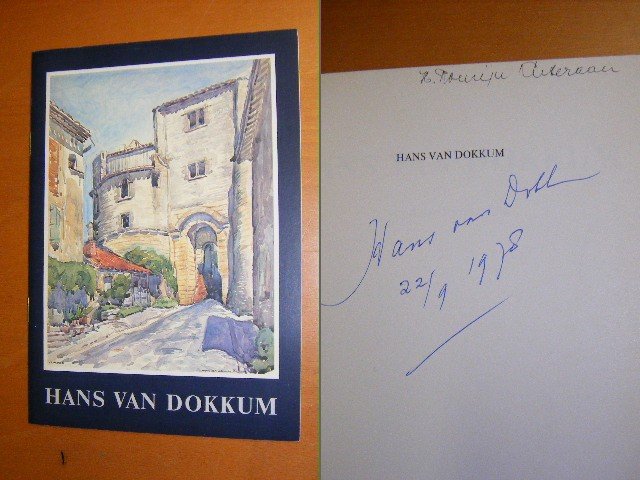 HANS VAN DOKKUM
HANS VAN DOKKUM
Hans van Dokkum
22/9 1978